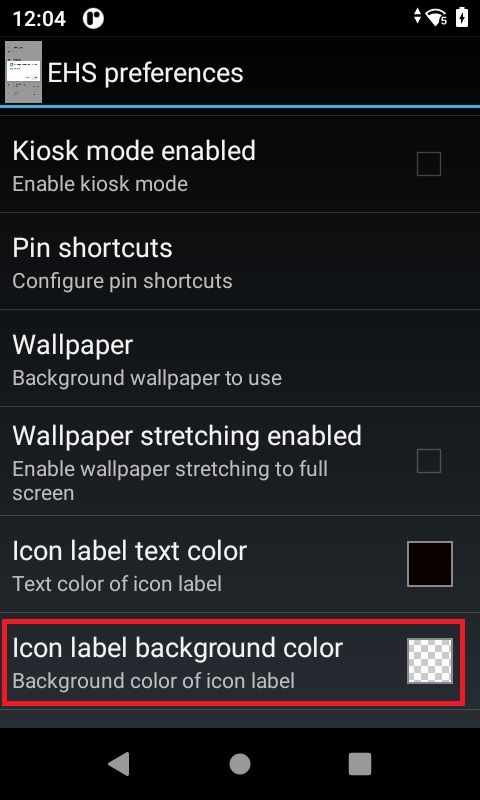 12:04
5
EHS preferences
Kiosk mode enabled
Enable kiosk mode
Pin shortcuts
Configure pin shortcuts
Wallpaper
Background wallpaper to use
Wallpaper stretching enabled
Enable wallpaper stretching to full
screen
Icon label text color
Text color of icon label
Icon label background color
Background color of icon label